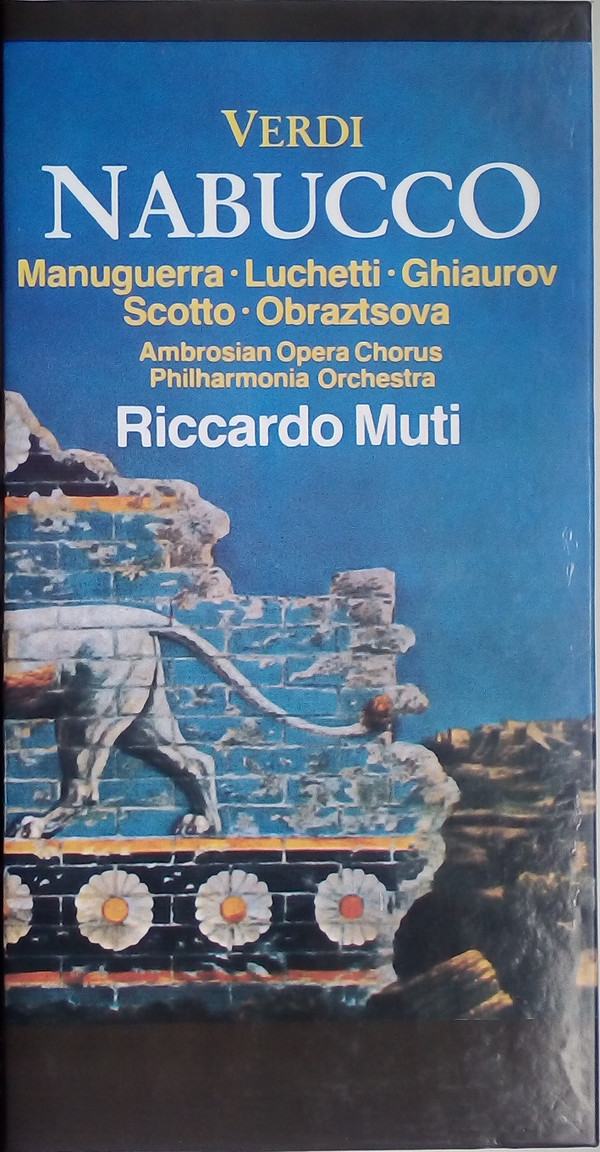 VERDI
NABUCCO
Manuguerra · Luchetti · Ghiaurov
Scotto · Obraztsova
Ambrosian Opera Chorus
Philharmonia Orchestra
Riccardo Muti